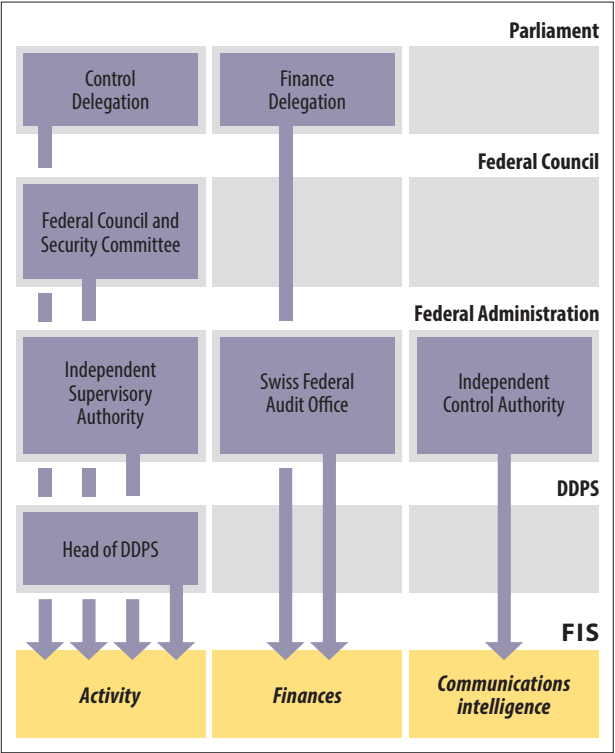 Parliament
Control
Delegation
Finance
Delegation
Federal Council
Federal Council and
Security Committee
Federal Administration
Independent
Supervisory
Authority
Swiss Federal
Audit Office
Independent
Control Authority
DDPS
Head of DDPS
FIS
Activity
Finances
Communications
intelligence